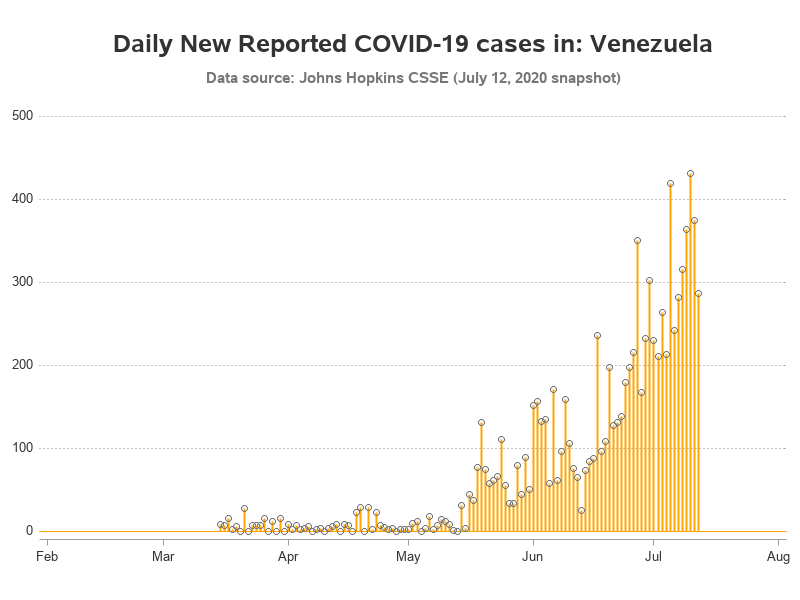 Daily New Reported COVID-19 cases in: Venezuela
Data source: Johns Hopkins CSSE (July 12, 2020 snapshot)
500
400
300
200
100
0
Feb Mar Apr May Jun Jul Aug